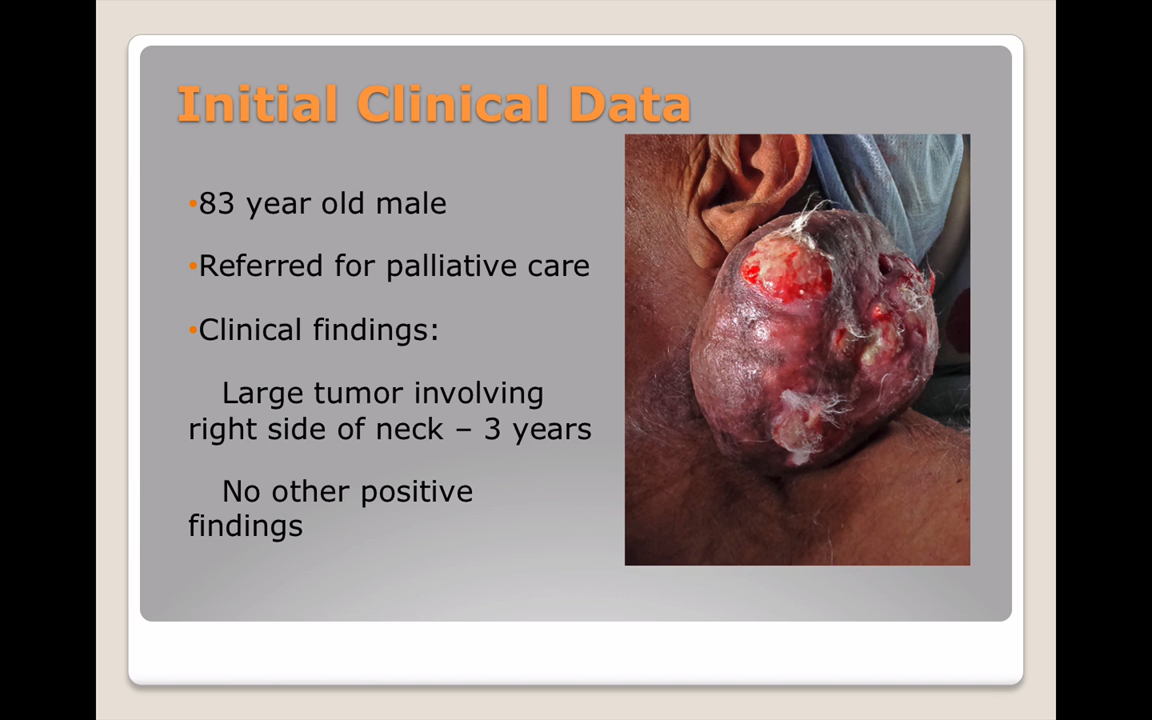 Initial Clinical Data
•83 year old male
•Referred for palliative care
•Clinical findings:
Large tumor involving
right side of neck – 3 years
No other positive
findings